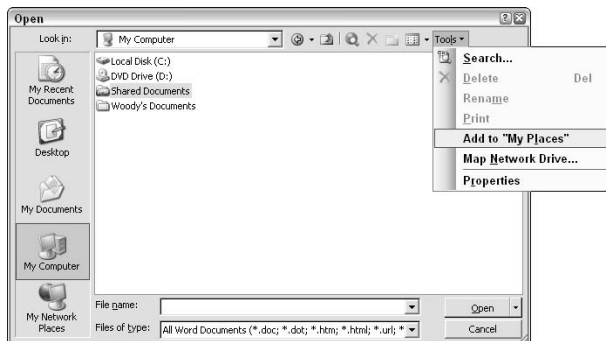 Open
Look in: My Computer Tools
My Recent
Documents
Desktop
My Documents
My Computer
My Network
Places
Local Disk (C:)
DVD Drive (D:)
Shared Documents
Woody's Documents
Search...
Delete Del
Rename
Print
Add to "My Places"
Map Network Drive...
Properties
File name: Open
Files of type: All Word Documents (*.doc; *.dot; *.htm; *.html; *.url; * Cancel